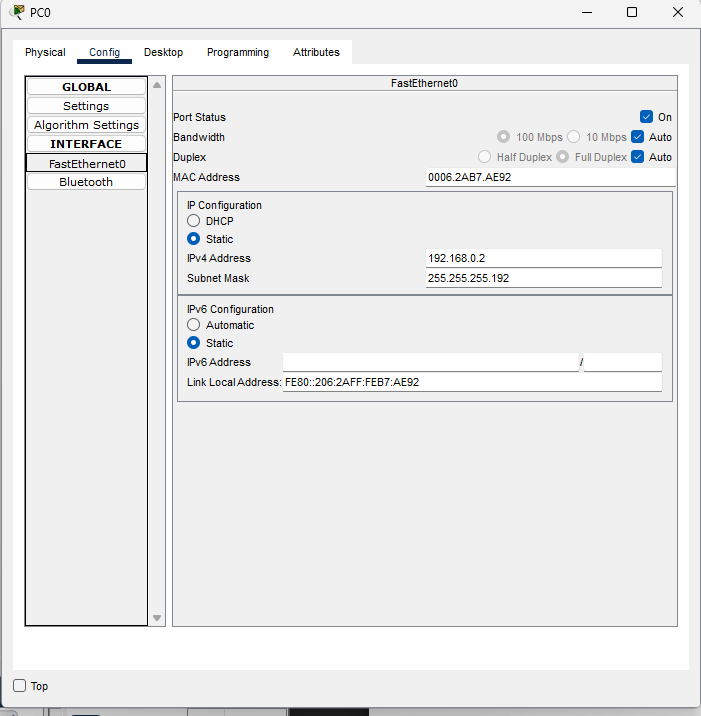 PC0
Physical Config Desktop Programming Attributes
GLOBAL
Settings
Algorithm Settings
INTERFACE
FastEthernet0
Bluetooth
FastEthernet0
Port Status On
Bandwidth 100 Mbps 10 Mbps Auto
Duplex Half Duplex Full Duplex Auto
MAC Address 0006.2AB7.AE92
IP Configuration
DHCP
Static
IPv4 Address 192.168.0.2
Subnet Mask 255.255.255.192
IPv6 Configuration
Automatic
Static
IPv6 Address /
Link Local Address: FE80::206:2AFF:FEB7:AE92
Top